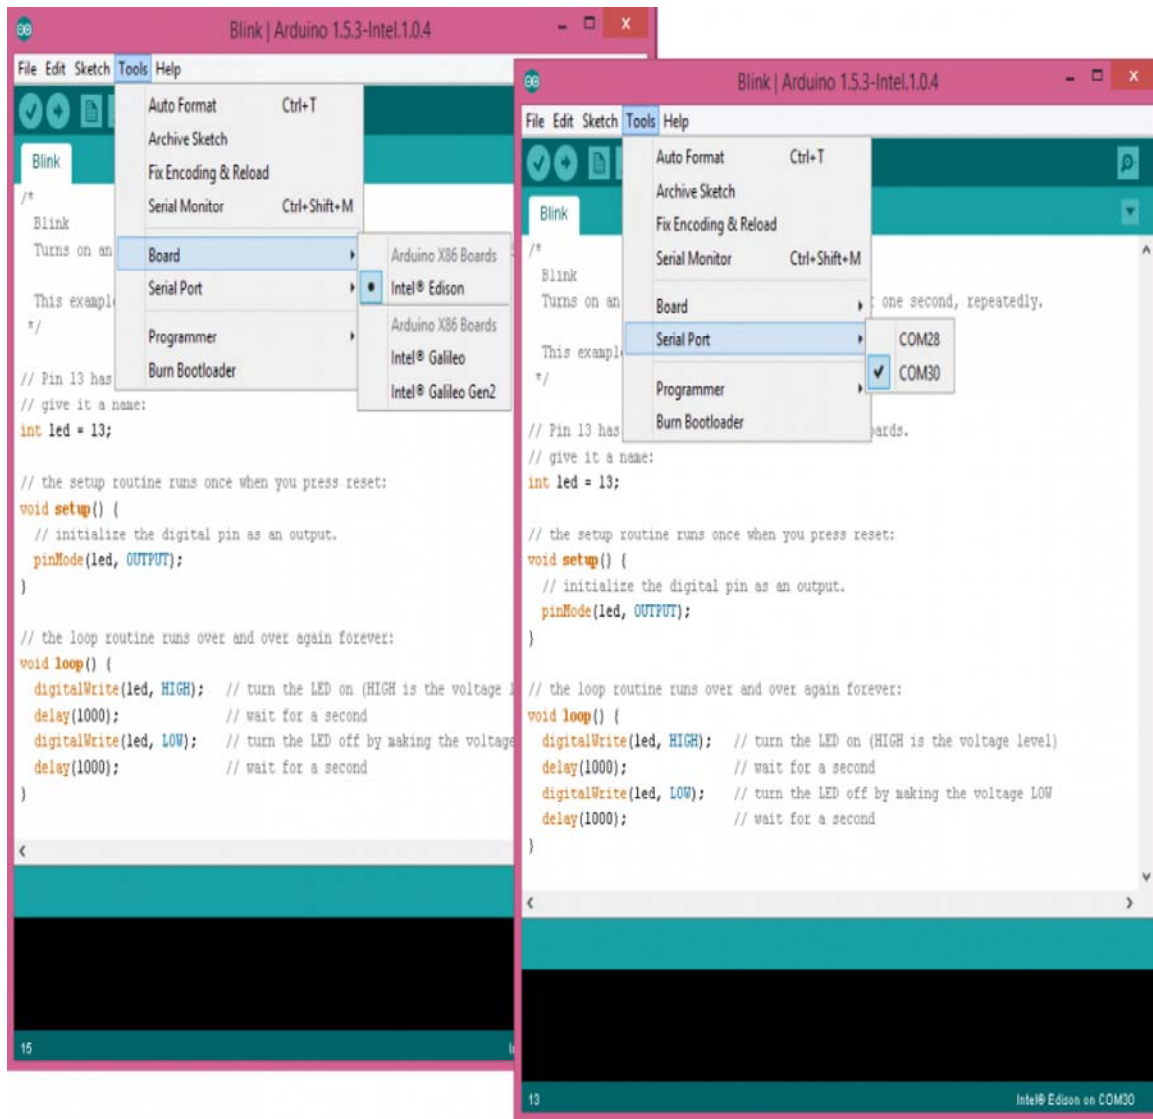 Blink | Arduino 1.5.3-Intel.1.0.4
File Edit Sketch Tools Help
Auto Format Ctrl+T
Archive Sketch
Fix Encoding & Reload
Serial Monitor Ctrl+Shift+M
Board
Serial Port
Programmer
Burn Bootloader
Arduino X86 Boards
Intel® Edison
Arduino X86 Boards
Intel® Galileo
Intel® Galileo Gen2
Blink
/*
Blink
Turns on an
This exampl
*/
// Pin 13 has
// give it a name:
int led = 13;
// the setup routine runs once when you press reset:
void setup() {
// initialize the digital pin as an output.
pinMode(led, OUTPUT);
}
// the loop routine runs over and over again forever:
void loop() {
digitalWrite(led, HIGH); // turn the LED on (HIGH is the voltage l
delay(1000); // wait for a second
digitalWrite(led, LOW); // turn the LED off by making the voltage
delay(1000); // wait for a second
}
15
Blink | Arduino 1.5.3-Intel.1.0.4
File Edit Sketch Tools Help
Auto Format Ctrl+T
Archive Sketch
Fix Encoding & Reload
Serial Monitor Ctrl+Shift+M
Board
Serial Port
Programmer
Burn Bootloader
COM28
COM30
Blink
/*
Blink
Turns on an one second, repeatedly.
This exampl
*/
// Pin 13 has ards.
// give it a name:
int led = 13;
// the setup routine runs once when you press reset:
void setup() {
// initialize the digital pin as an output.
pinMode(led, OUTPUT);
}
// the loop routine runs over and over again forever:
void loop() {
digitalWrite(led, HIGH); // turn the LED on (HIGH is the voltage level)
delay(1000); // wait for a second
digitalWrite(led, LOW); // turn the LED off by making the voltage LOW
delay(1000); // wait for a second
}
13 Intel® Edison on COM30